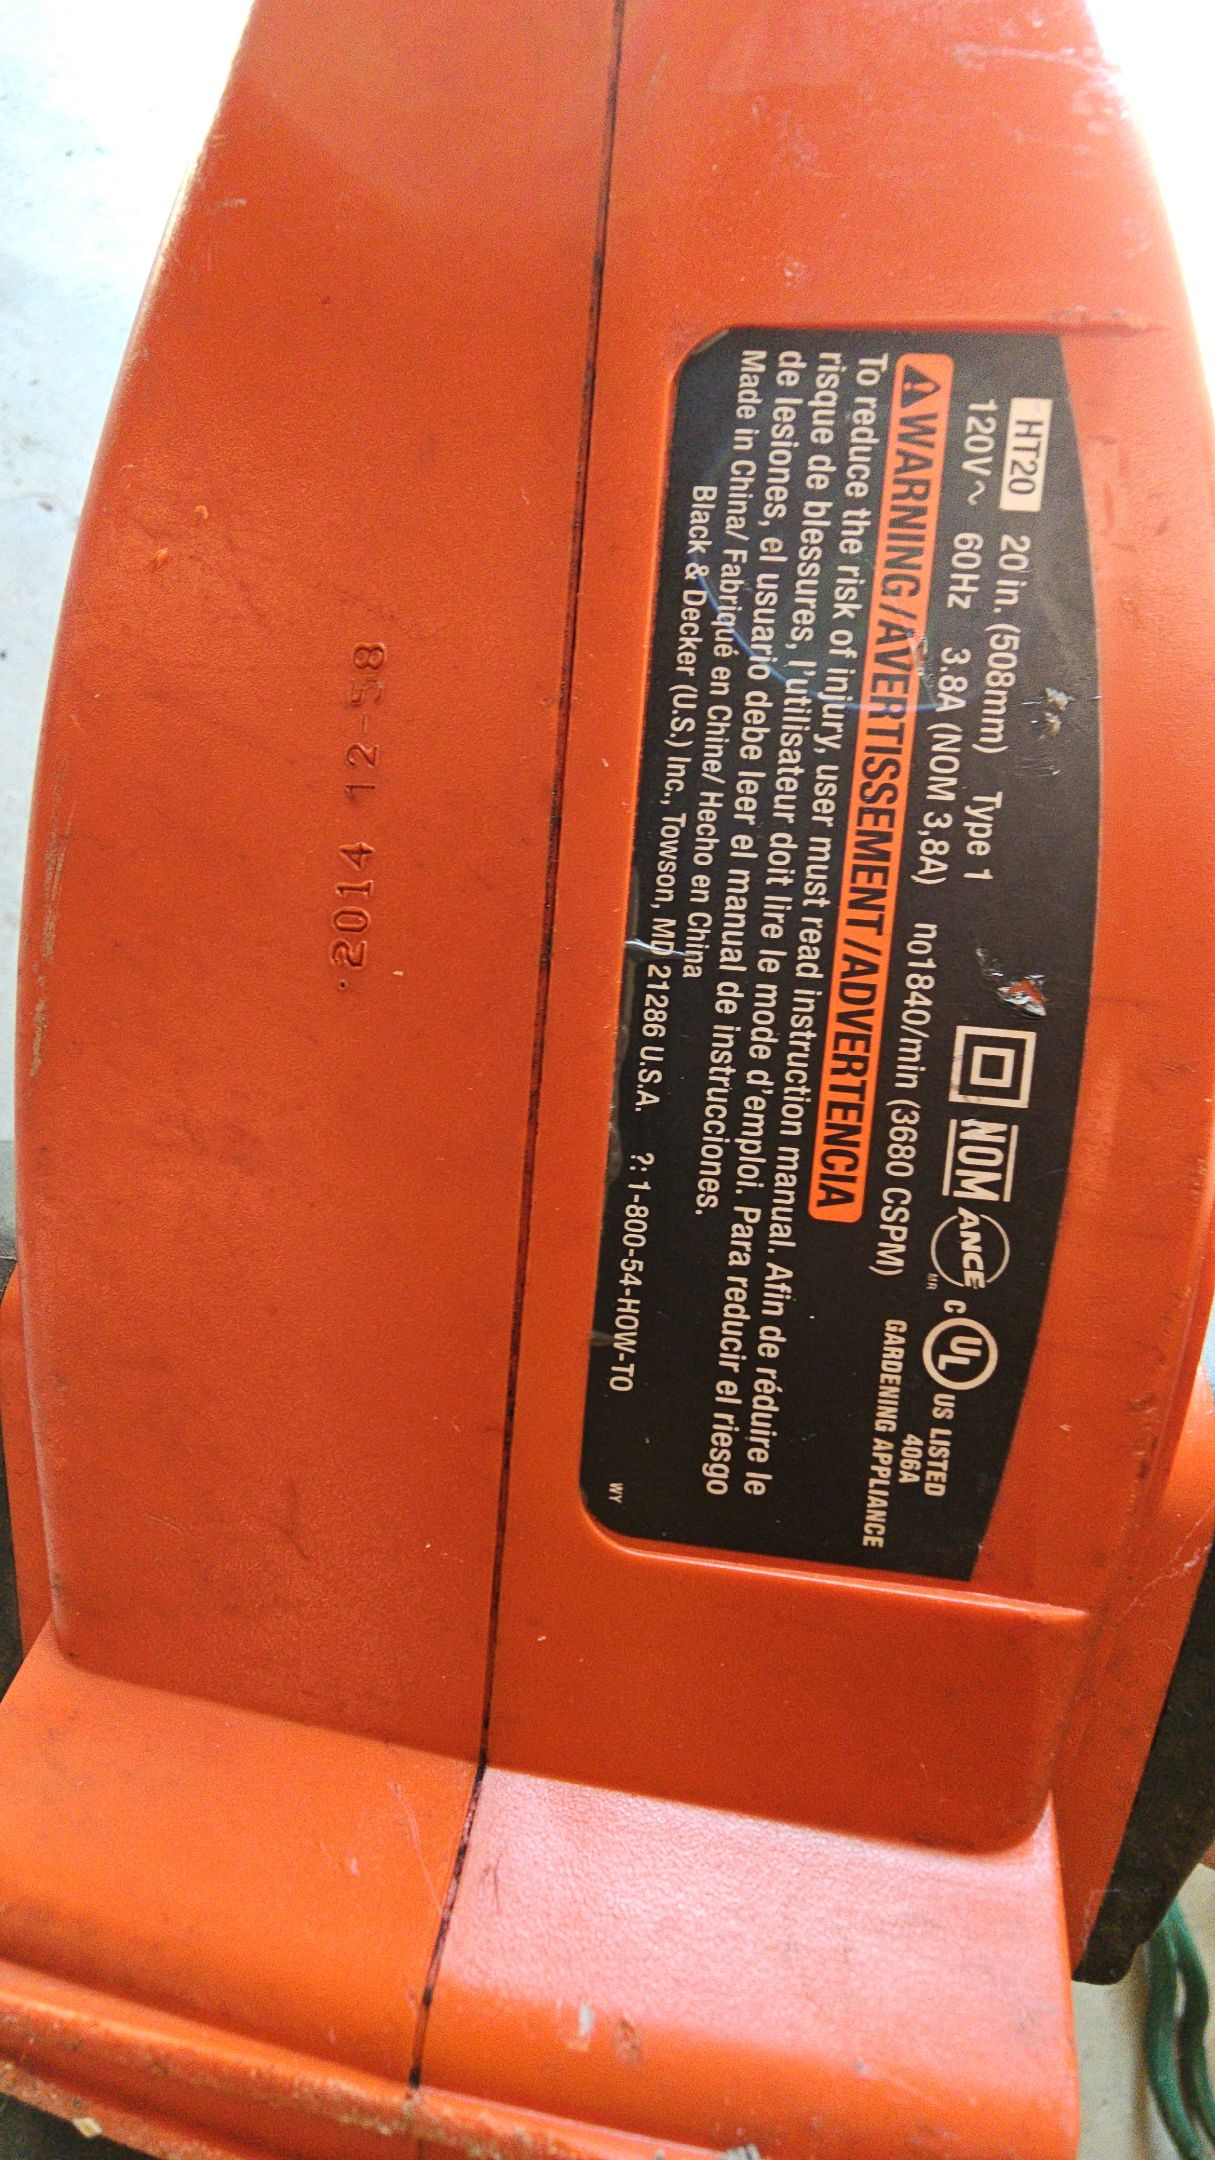 HT20 20 in. (508mm) Type 1
120V~ 60Hz 3.8A (NOM 3,8A) no1840/min (3680 CSPM)
NOM ANCE MR C UL US LISTED
406A
GARDENING APPLIANCE
WARNING/AVERTISSEMENT/ADVERTENCIA
To reduce the risk of injury, user must read instruction manual. Afin de réduire le
risque de blessures, l'utilisateur doit lire le mode d'emploi. Para reducir el riesgo
de lesiones, el usuario debe leer el manual de instrucciones.
Made in China/ Fabriqué en Chine/ Hecho en China
Black & Decker (U.S.) Inc., Towson, MD 21286 U.S.A. ?: 1-800-54-HOW-TO
WY
.2014 12-58